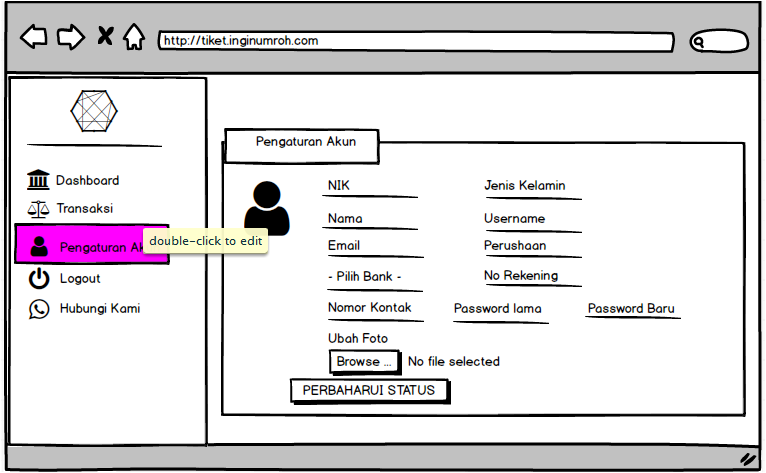 http://tiket.inginumroh.com
Dashboard
Transaksi
Pengaturan
double-click to edit
Logout
Hubungi Kami
Pengaturan Akun
NIK
Jenis Kelamin
Nama
Username
Email
Perushaan
- Pilih Bank -
No Rekening
Nomor Kontak
Password lama
Password Baru
Ubah Foto
Browse ... No file selected
PERBAHARUI STATUS